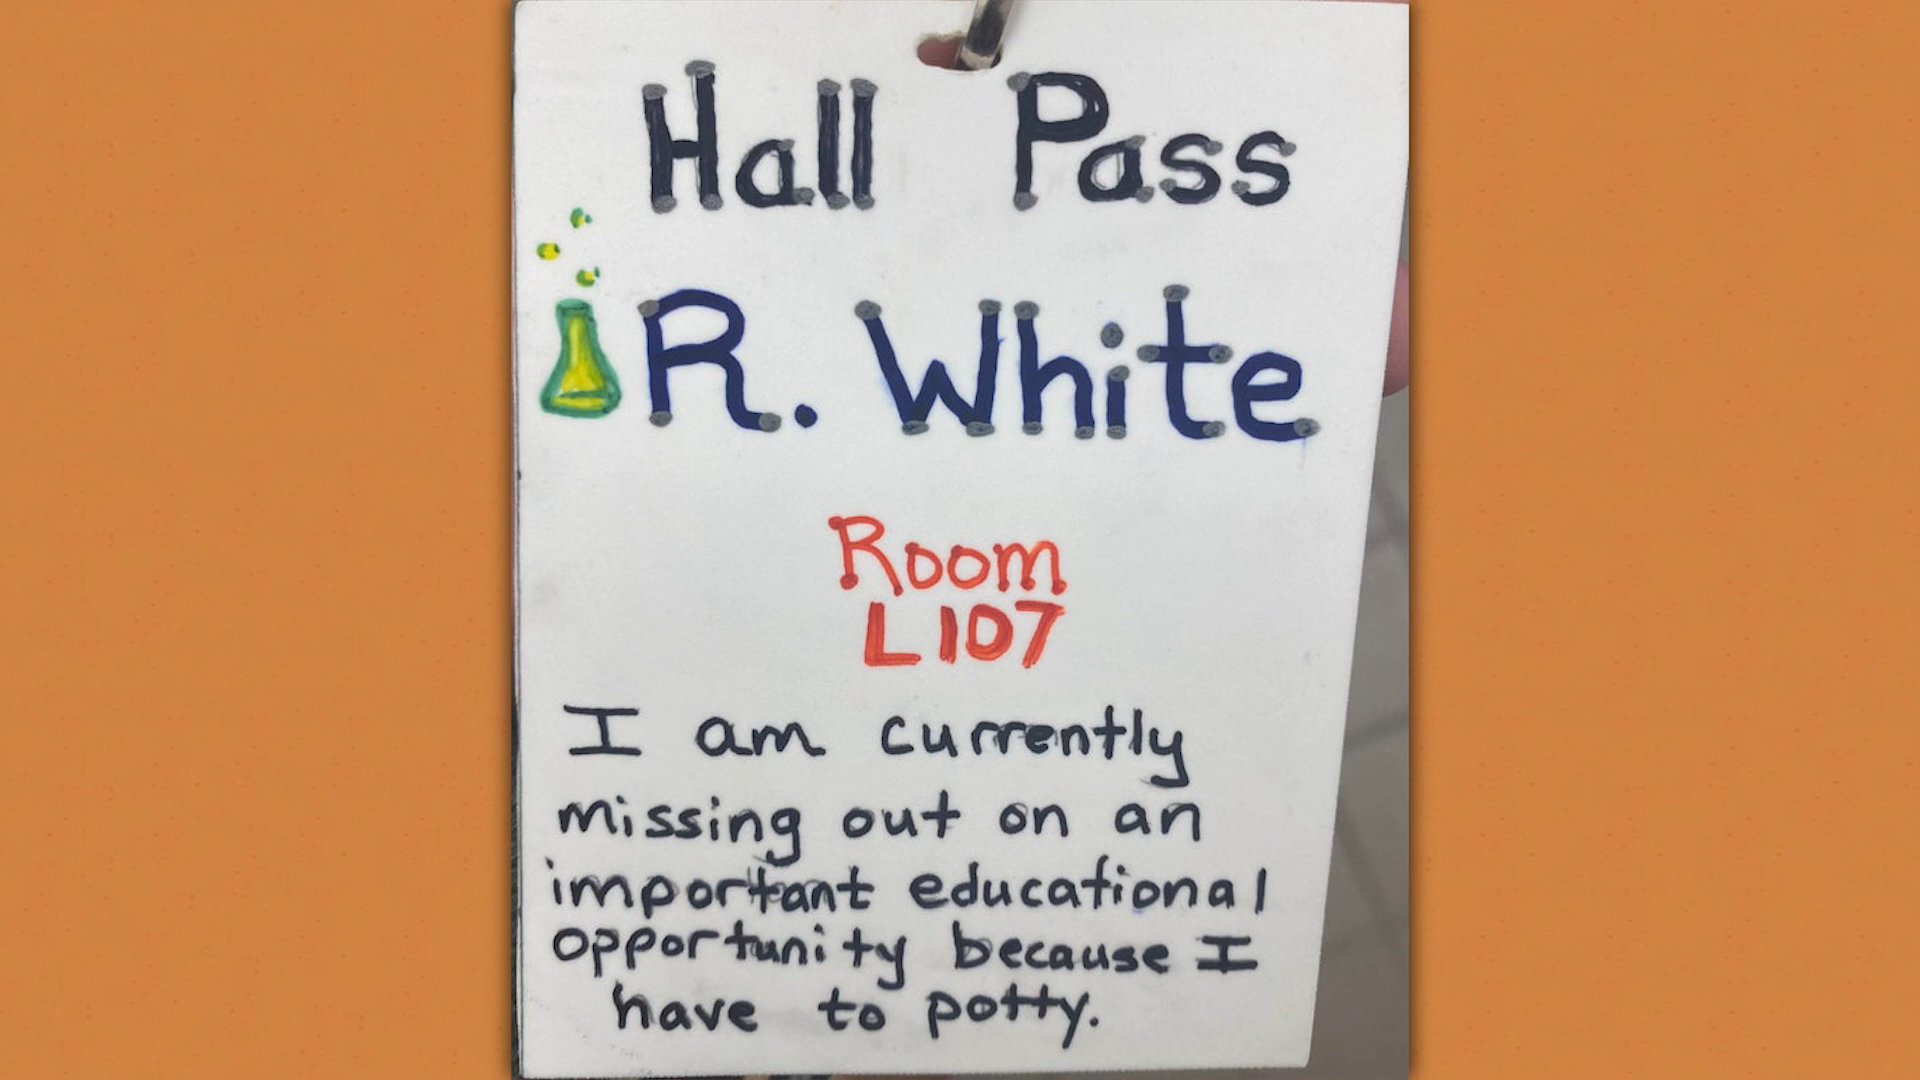 Hall Pass
R. White
Room
L107
I am currently
missing out on an
important educational
opportunity because I
have to potty.